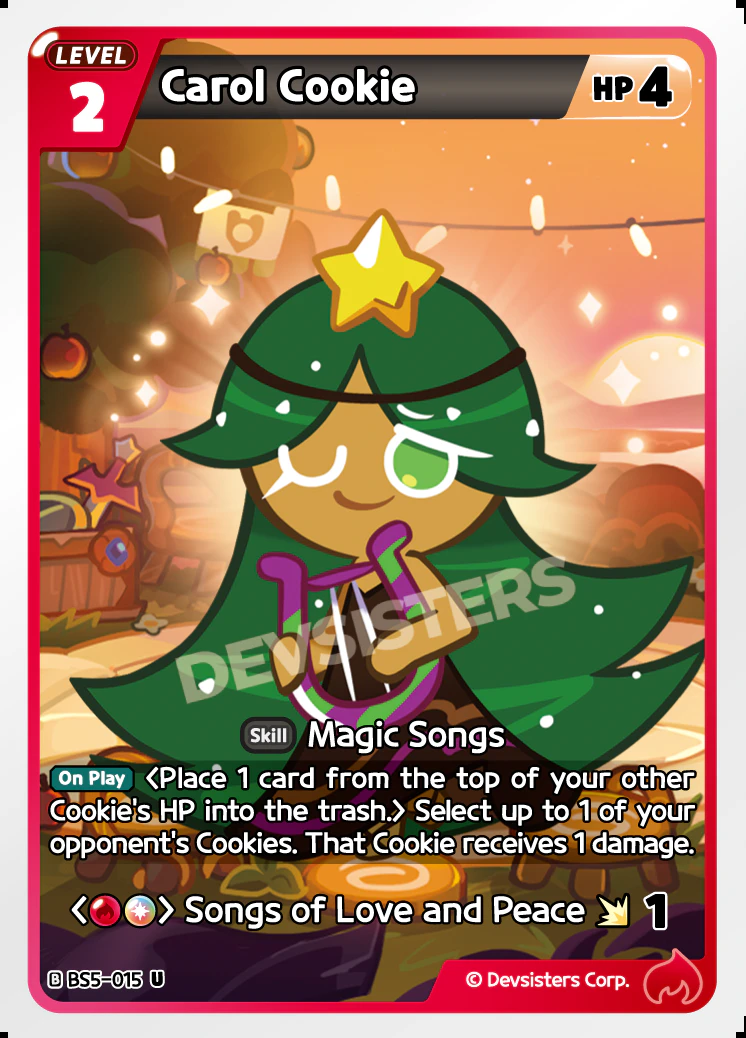 LEVEL
2
Carol Cookie
HP 4
DEVSISTERS
Skill Magic Songs
On Play <Place 1 card from the top of your other
Cookie's HP into the trash.> Select up to 1 of your
opponent's Cookies. That Cookie receives 1 damage.
< > Songs of Love and Peace 1
B BS5-015 U
© Devsisters Corp.